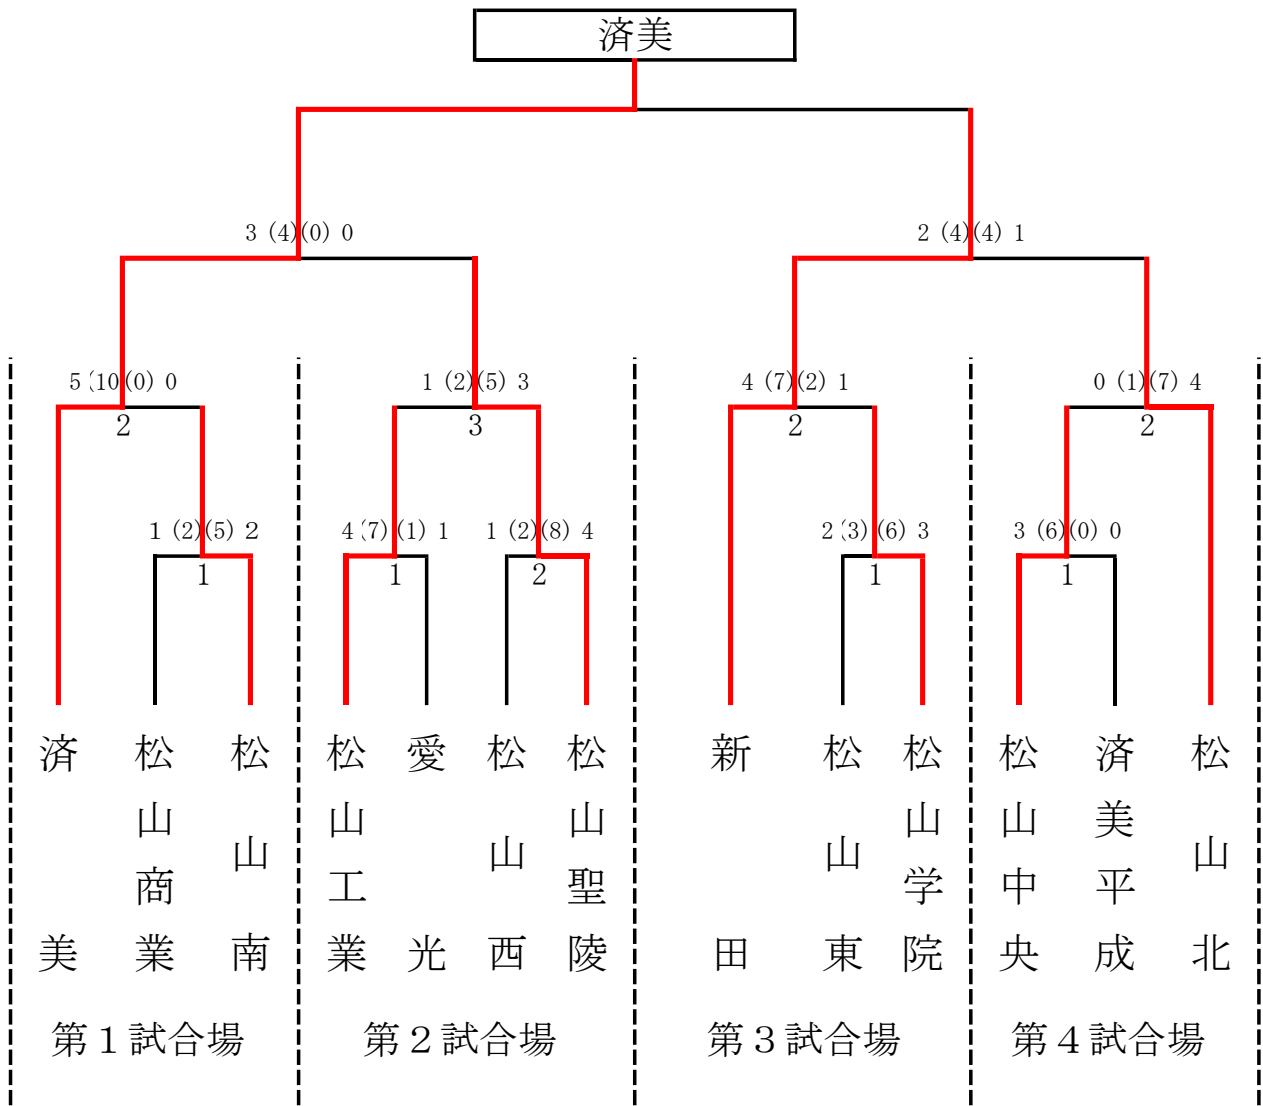 済美
3 (4)(0) 0
2 (4)(4) 1
5 (10)(0) 0
1 (2)(5) 3
4 (7)(2) 1
0 (1)(7) 4
2
3
2
2
1 (2)(5) 2
4 (7)(1) 1
1 (2)(8) 4
2 (3)(6) 3
3 (6)(0) 0
1
1
2
1
1
済美
松山商業
松山南
松山工業
愛光
松山西
松山聖陵
新田
松山東
松山学院
松山中央
済美平成
松山北
第１試合場
第２試合場
第３試合場
第４試合場